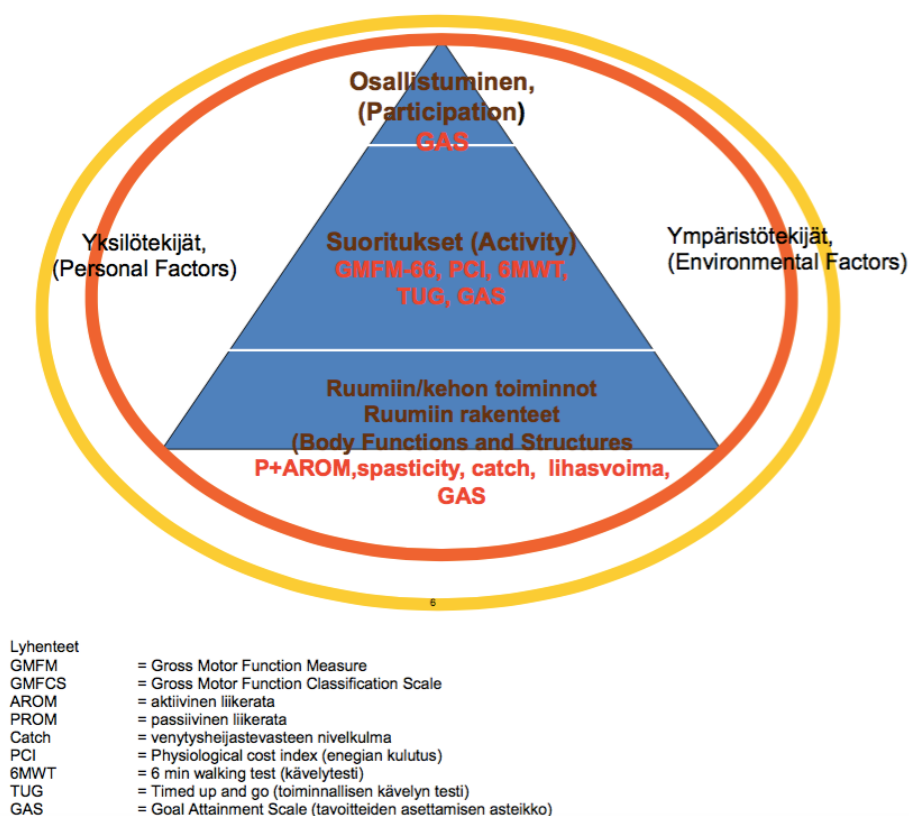 Osallistuminen,
(Participation)
GAS
Yksilötekijät,
(Personal Factors)
Suoritukset (Activity)
GMFM-66, PCI, 6MWT,
TUG, GAS
Ympäristötekijät,
(Environmental Factors)
Ruumiin/kehon toiminnot
Ruumiin rakenteet
(Body Functions and Structures
P+AROM,spasticity, catch, lihasvoima,
GAS
6
Lyhenteet
GMFM = Gross Motor Function Measure
GMFCS = Gross Motor Function Classification Scale
AROM = aktiivinen liikerata
PROM = passiivinen liikerata
Catch = venytysheijastevasteen nivelkulma
PCI = Physiological cost index (enegian kulutus)
6MWT = 6 min walking test (kävelytesti)
TUG = Timed up and go (toiminnallisen kävelyn testi)
GAS = Goal Attainment Scale (tavoitteiden asettamisen asteikko)